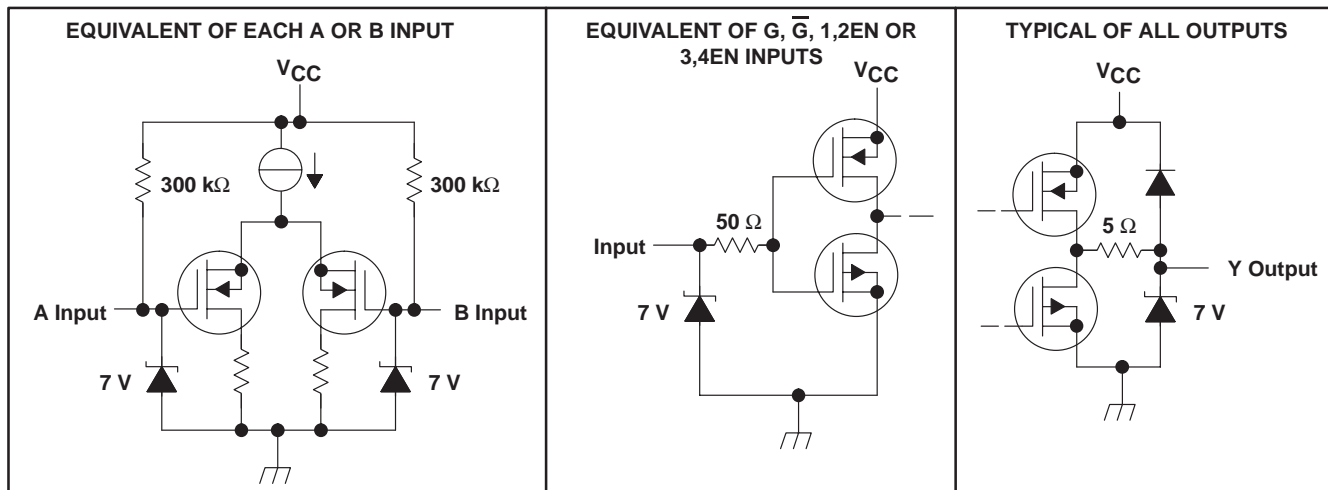 EQUIVALENT OF EACH A OR B INPUT
VCC
300 kΩ
300 kΩ
A Input
B Input
7 V
7 V
EQUIVALENT OF G, G̅, 1,2EN OR
3,4EN INPUTS
VCC
50 Ω
Input
7 V
TYPICAL OF ALL OUTPUTS
VCC
5 Ω
Y Output
7 V